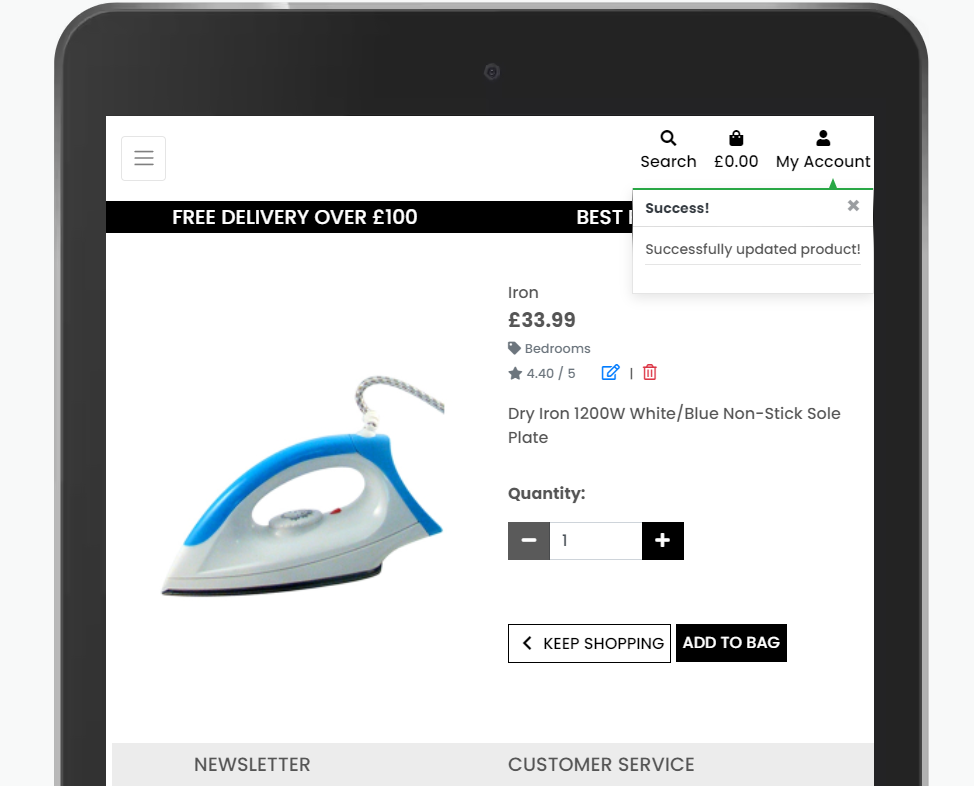 Search
£0.00
My Account
FREE DELIVERY OVER £100
BEST
Success!
Successfully updated product!
Iron
£33.99
Bedrooms
4.40 / 5
|
Dry Iron 1200W White/Blue Non-Stick Sole
Plate
Quantity:
1
KEEP SHOPPING
ADD TO BAG
NEWSLETTER
CUSTOMER SERVICE